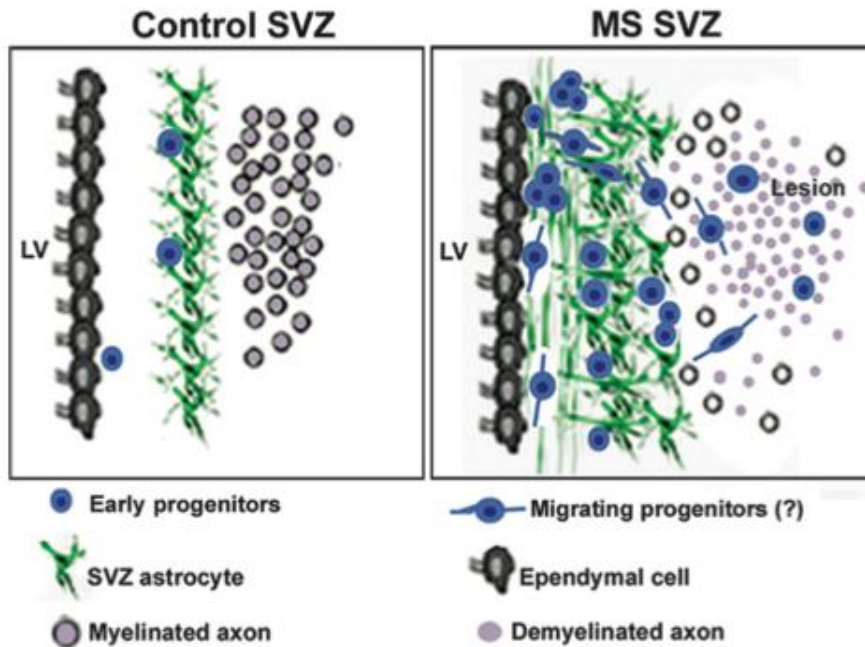 Control SVZ
MS SVZ
LV
LV
Lesion
Early progenitors
Migrating progenitors (?)
SVZ astrocyte
Ependymal cell
Myelinated axon
Demyelinated axon